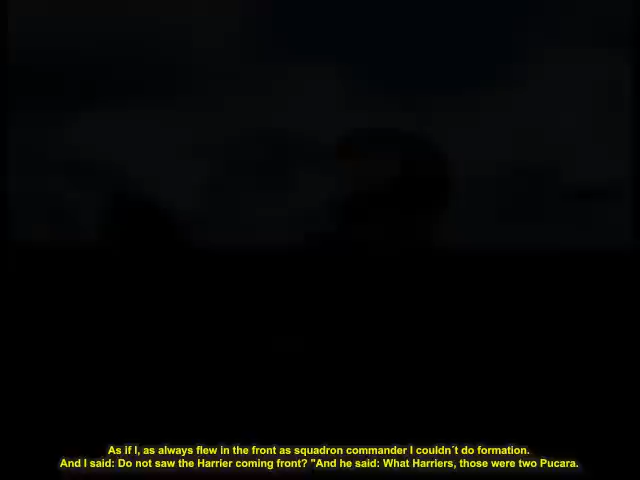 As if I, as always flew in the front as squadron commander I couldn´t do formation.
And I said: Do not saw the Harrier coming front? "And he said: What Harriers, those were two Pucara.